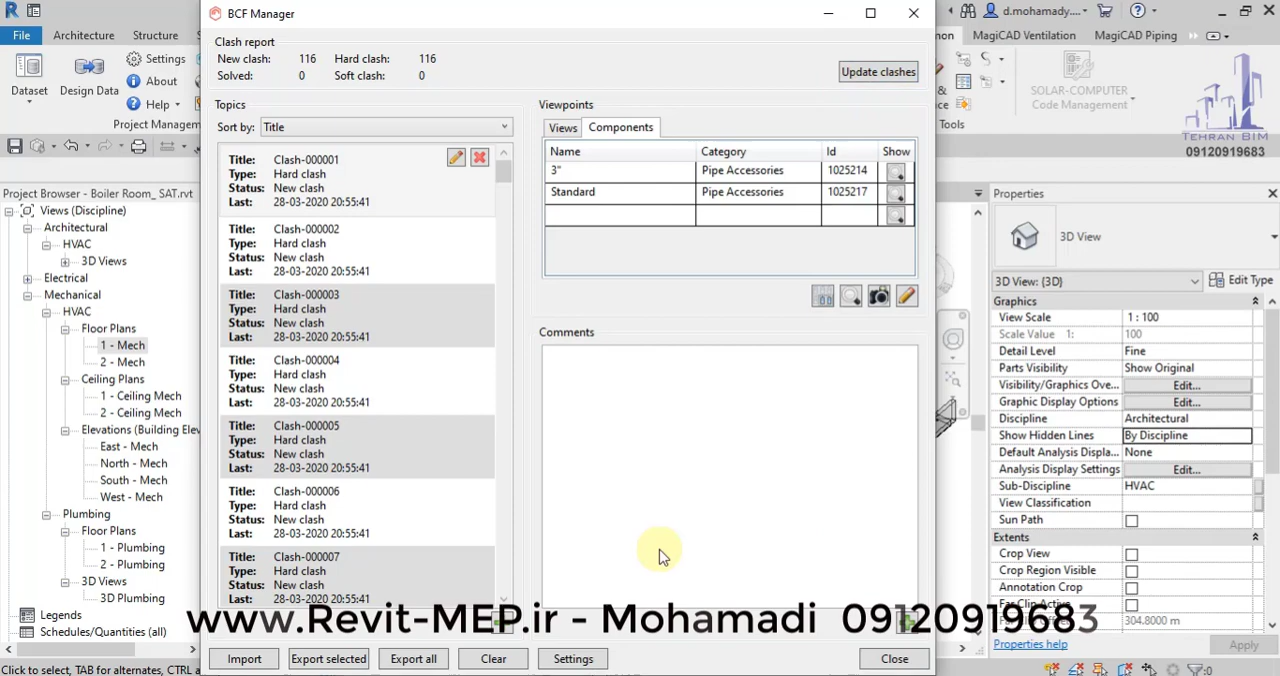 File
Architecture
Structure
Settings
About
Help
Dataset
Design Data
Project Managem
BCF Manager
d.mohamady....
MagiCAD Ventilation
MagiCAD Piping
SOLAR-COMPUTER
Code Management
Tools
TEHRAN BIM
09120919683
Clash report
New clash: 116 Hard clash: 116
Solved: 0 Soft clash: 0
Update clashes
Topics
Sort by: Title
Title: Clash-000001
Type: Hard clash
Status: New clash
Last: 28-03-2020 20:55:41
Title: Clash-000002
Type: Hard clash
Status: New clash
Last: 28-03-2020 20:55:41
Title: Clash-000003
Type: Hard clash
Status: New clash
Last: 28-03-2020 20:55:41
Title: Clash-000004
Type: Hard clash
Status: New clash
Last: 28-03-2020 20:55:41
Title: Clash-000005
Type: Hard clash
Status: New clash
Last: 28-03-2020 20:55:41
Title: Clash-000006
Type: Hard clash
Status: New clash
Last: 28-03-2020 20:55:41
Title: Clash-000007
Type: Hard clash
Status: New clash
Last: 28-03-2020 20:55:41
Viewpoints
Views Components
Name Category Id Show
3" Pipe Accessories 1025214
Standard Pipe Accessories 1025217
Comments
Import
Export selected
Export all
Clear
Settings
Close
Project Browser - Boiler Room_ SAT.rvt
Views (Discipline)
Architectural
HVAC
3D Views
Electrical
Mechanical
HVAC
Floor Plans
1 - Mech
2 - Mech
Ceiling Plans
1 - Ceiling Mech
2 - Ceiling Mech
Elevations (Building Elev
East - Mech
North - Mech
South - Mech
West - Mech
Plumbing
Floor Plans
1 - Plumbing
2 - Plumbing
3D Views
3D Plumbing
Legends
Schedules/Quantities (all)
Click to select, TAB for alternates, CTRL a
Properties
3D View
3D View: {3D}
Edit Type
Graphics
View Scale 1 : 100
Scale Value 1: 100
Detail Level Fine
Parts Visibility Show Original
Visibility/Graphics Ove... Edit...
Graphic Display Options Edit...
Discipline Architectural
Show Hidden Lines By Discipline
Default Analysis Displa... None
Analysis Display Settings Edit...
Sub-Discipline HVAC
View Classification
Sun Path
Extents
Crop View
Crop Region Visible
Annotation Crop
304.8000 m
Properties help
Apply
:0
www.Revit-MEP.ir - Mohamadi 09120919683